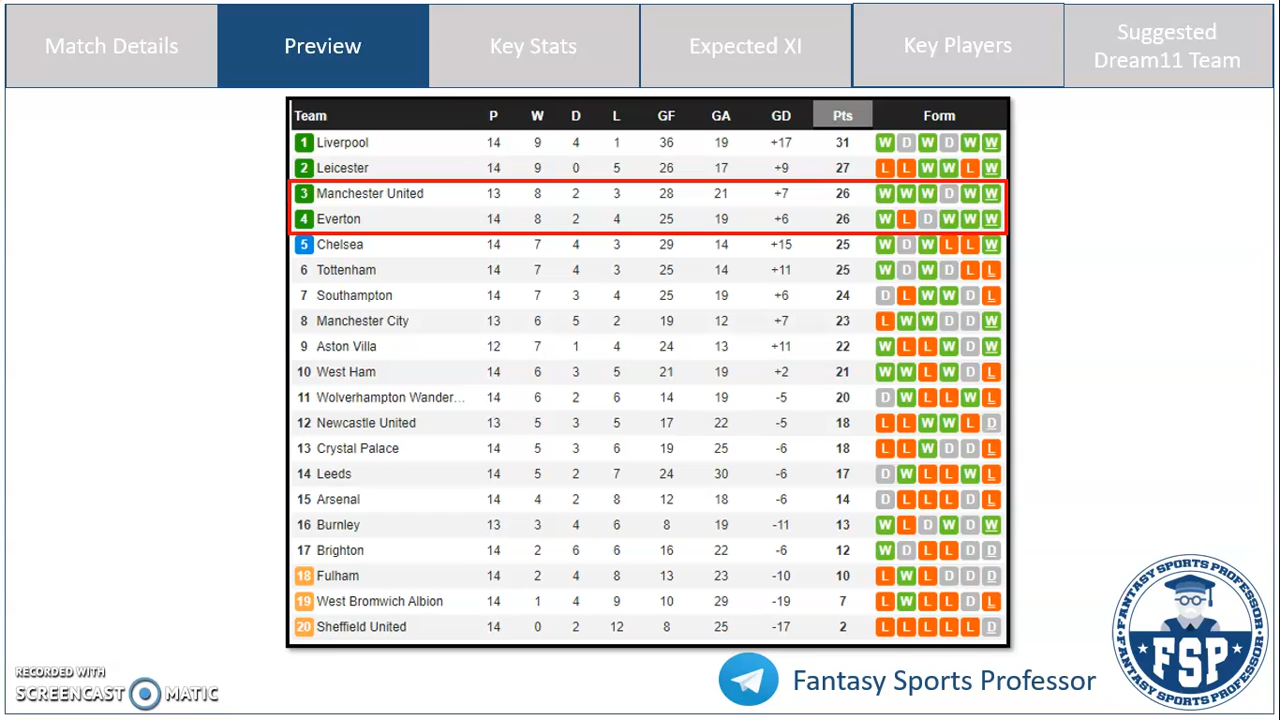 Match Details Preview Key Stats Expected XI Key Players Suggested Dream11 Team
Team P W D L GF GA GD Pts Form
1 Liverpool 14 9 4 1 36 19 +17 31 W D W D W W
2 Leicester 14 9 0 5 26 17 +9 27 L L W W L W
3 Manchester United 13 8 2 3 28 21 +7 26 W W W D W W
4 Everton 14 8 2 4 25 19 +6 26 W L D W W W
5 Chelsea 14 7 4 3 29 14 +15 25 W D W L L W
6 Tottenham 14 7 4 3 25 14 +11 25 W D W D L L
7 Southampton 14 7 3 4 25 19 +6 24 D L W W D L
8 Manchester City 13 6 5 2 19 12 +7 23 L W W D D W
9 Aston Villa 12 7 1 4 24 13 +11 22 W L L W D W
10 West Ham 14 6 3 5 21 19 +2 21 W W L W D L
11 Wolverhampton Wander... 14 6 2 6 14 19 -5 20 D W L L W L
12 Newcastle United 13 5 3 5 17 22 -5 18 L L W W L D
13 Crystal Palace 14 5 3 6 19 25 -6 18 L L W D D L
14 Leeds 14 5 2 7 24 30 -6 17 D W L L W L
15 Arsenal 14 4 2 8 12 18 -6 14 D L L L D L
16 Burnley 13 3 4 6 8 19 -11 13 W L D W D W
17 Brighton 14 2 6 6 16 22 -6 12 W D L L D D
18 Fulham 14 2 4 8 13 23 -10 10 L W L D D D
19 West Bromwich Albion 14 1 4 9 10 29 -19 7 L W L L D L
20 Sheffield United 14 0 2 12 8 25 -17 2 L L L L L D
RECORDED WITH
SCREENCAST MATIC
Fantasy Sports Professor
FANTASY SPORTS PROFESSOR
FSP
FANTASY SPORTS PROFESSOR